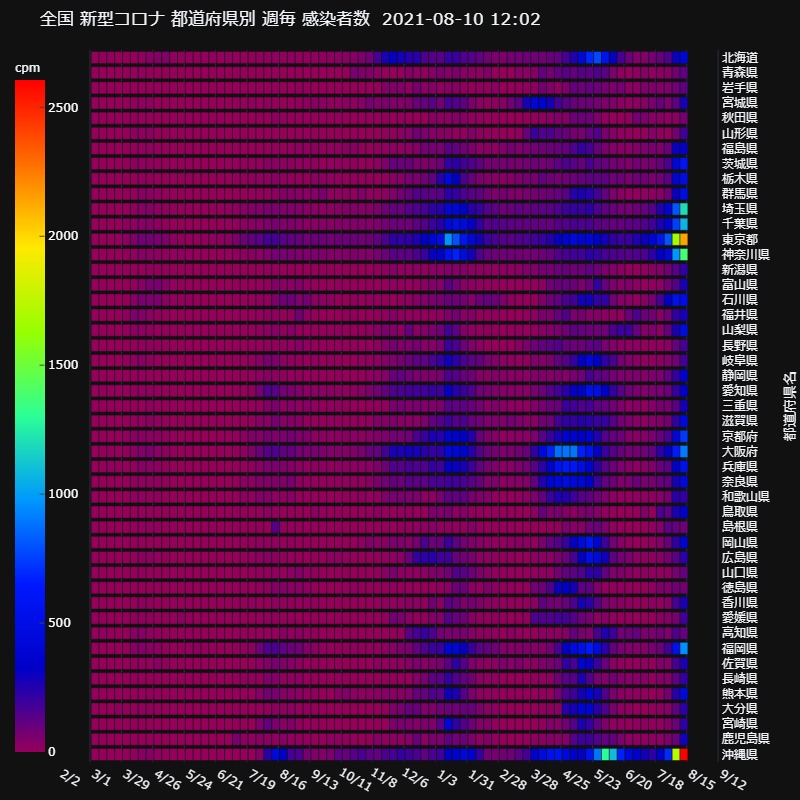 全国 新型コロナ 都道府県別 週毎 感染者数 2021-08-10 12:02
cpm
2500
2000
1500
1000
500
0
北海道
青森県
岩手県
宮城県
秋田県
山形県
福島県
茨城県
栃木県
群馬県
埼玉県
千葉県
東京都
神奈川県
新潟県
富山県
石川県
福井県
山梨県
長野県
岐阜県
静岡県
愛知県
三重県
滋賀県
京都府
大阪府
兵庫県
奈良県
和歌山県
鳥取県
島根県
岡山県
広島県
山口県
徳島県
香川県
愛媛県
高知県
福岡県
佐賀県
長崎県
熊本県
大分県
宮崎県
鹿児島県
沖縄県
都道府県名
2/2 3/1 3/29 4/26 5/24 6/21 7/19 8/16 9/13 10/11 11/8 12/6 1/3 1/31 2/28 3/28 4/25 5/23 6/20 7/18 8/15 9/12